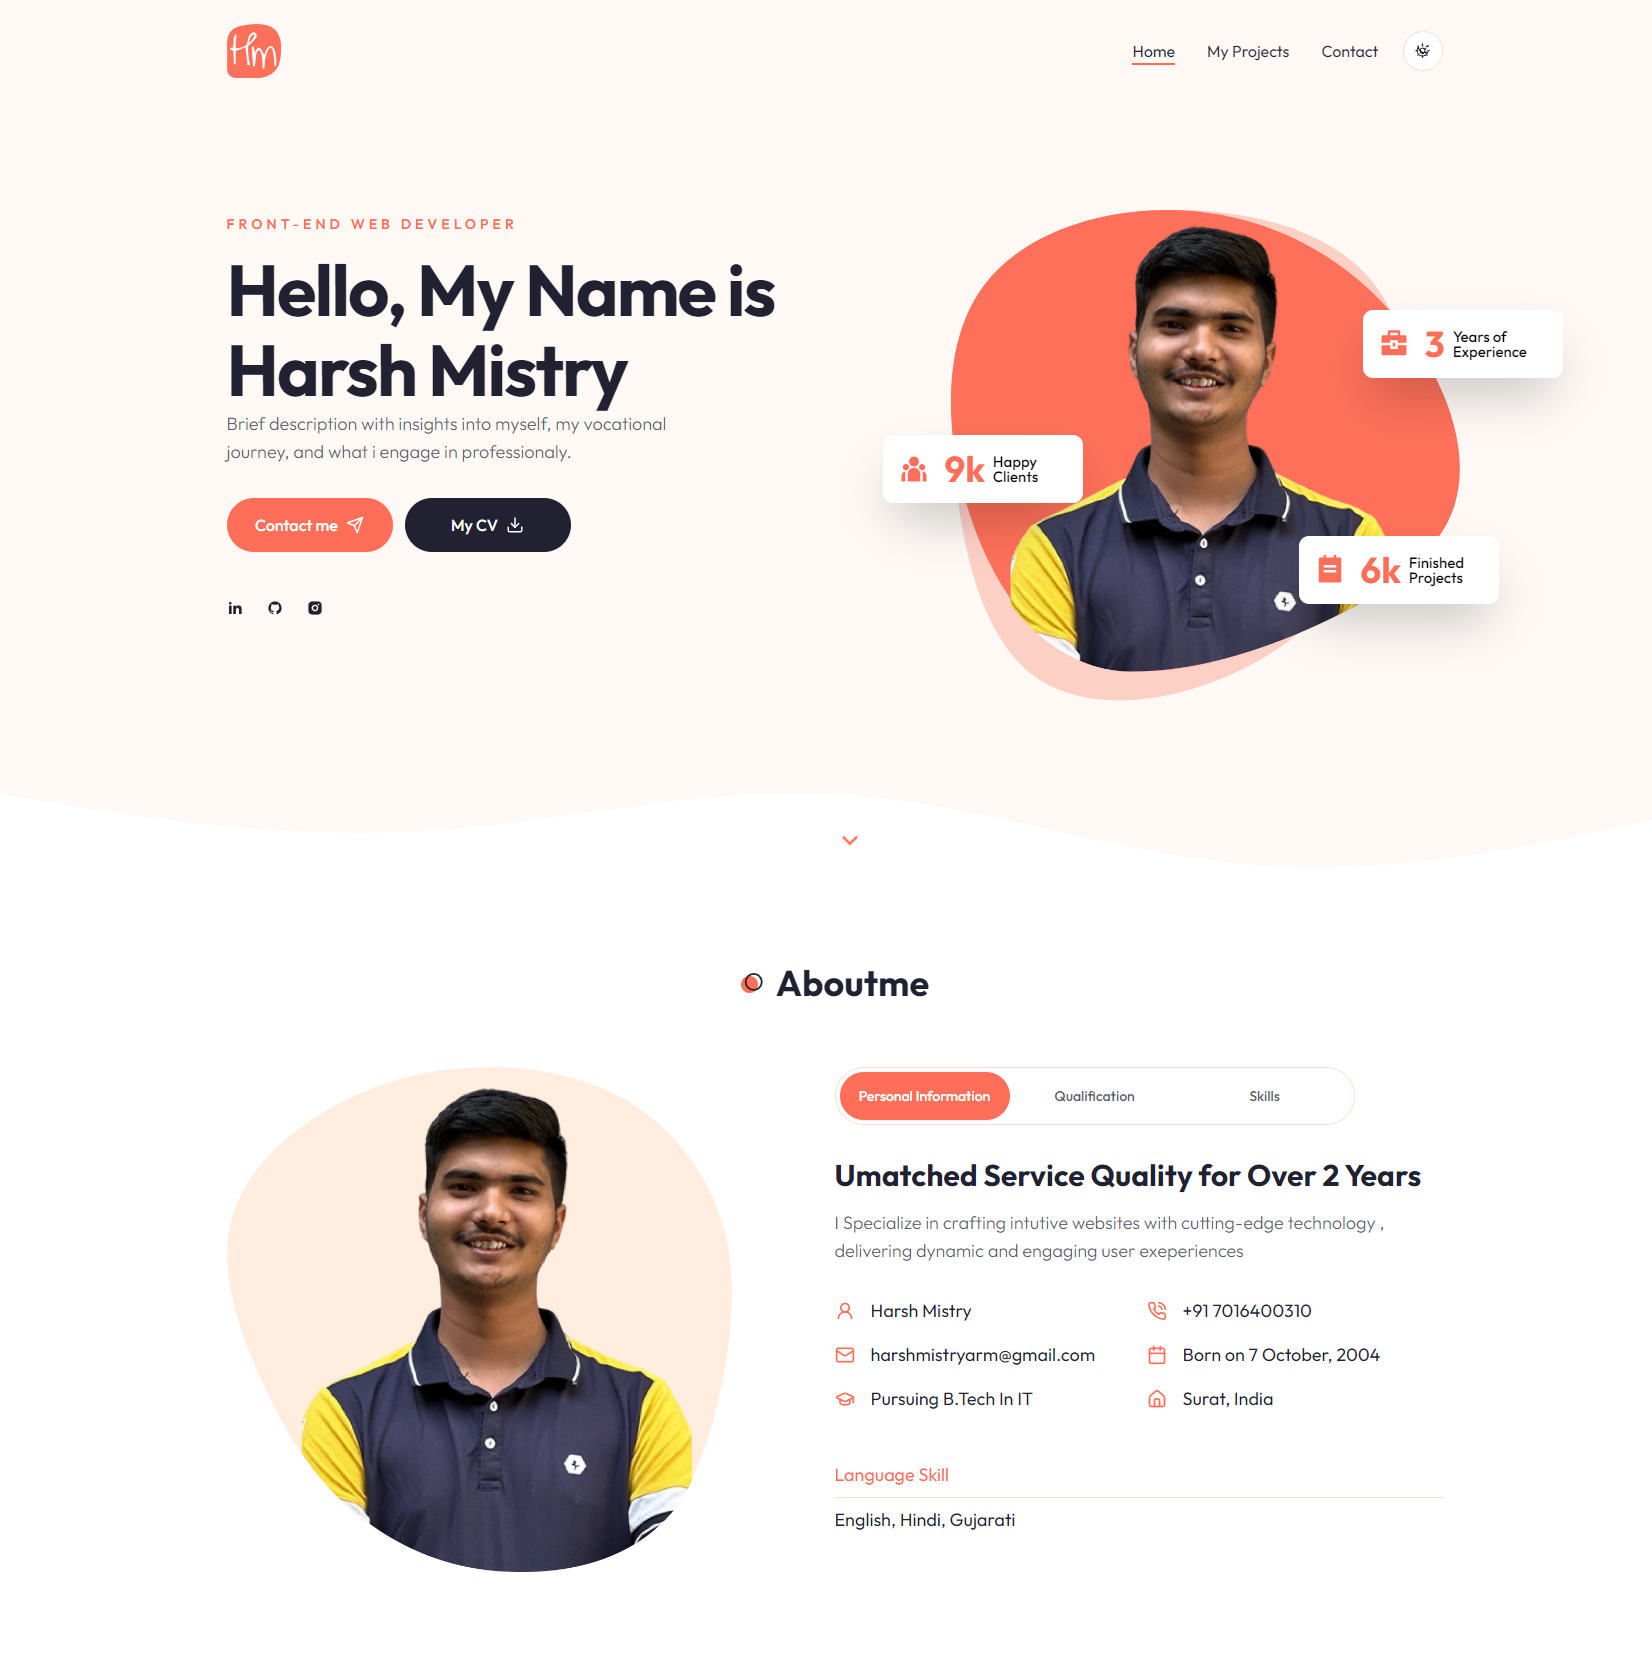 Hm
Home My Projects Contact
FRONT-END WEB DEVELOPER
Hello, My Name is
Harsh Mistry
Brief description with insights into myself, my vocational
journey, and what i engage in professionaly.
Contact me
My CV
3 Years of
Experience
9k Happy
Clients
6k Finished
Projects
Aboutme
Personal Information Qualification Skills
Umatched Service Quality for Over 2 Years
I Specialize in crafting intutive websites with cutting-edge technology ,
delivering dynamic and engaging user exeperiences
Harsh Mistry
+91 7016400310
harshmistryarm@gmail.com
Born on 7 October, 2004
Pursuing B.Tech In IT
Surat, India
Language Skill
English, Hindi, Gujarati